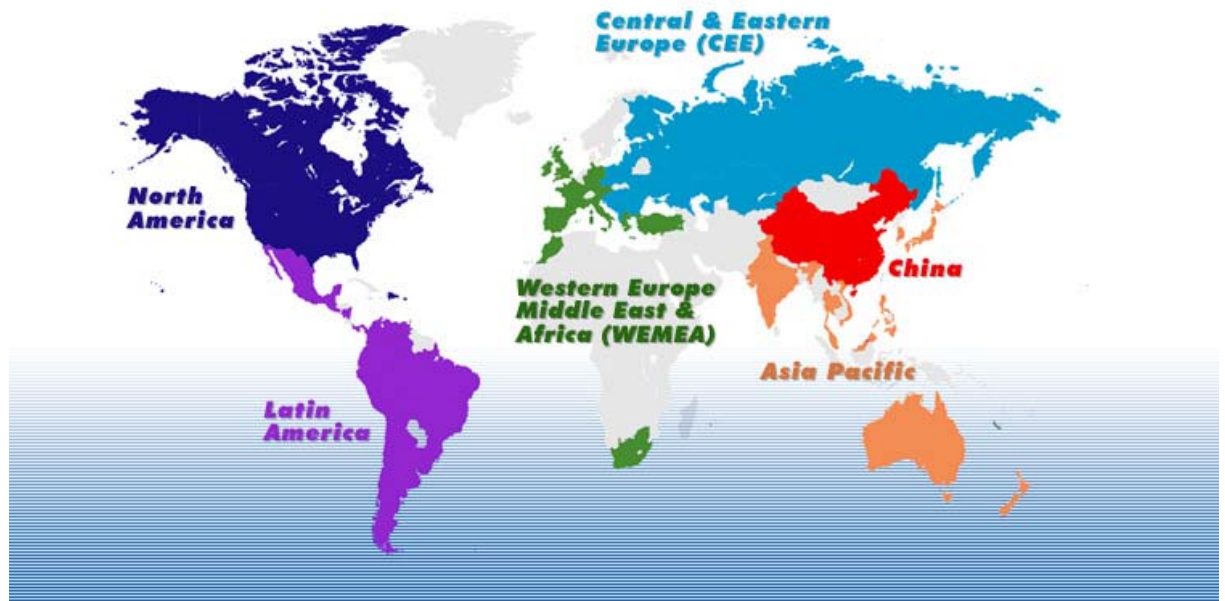 Central & Eastern
Europe (CEE)
North
America
China
Western Europe
Middle East &
Africa (WEMEA)
Asia Pacific
Latin
America